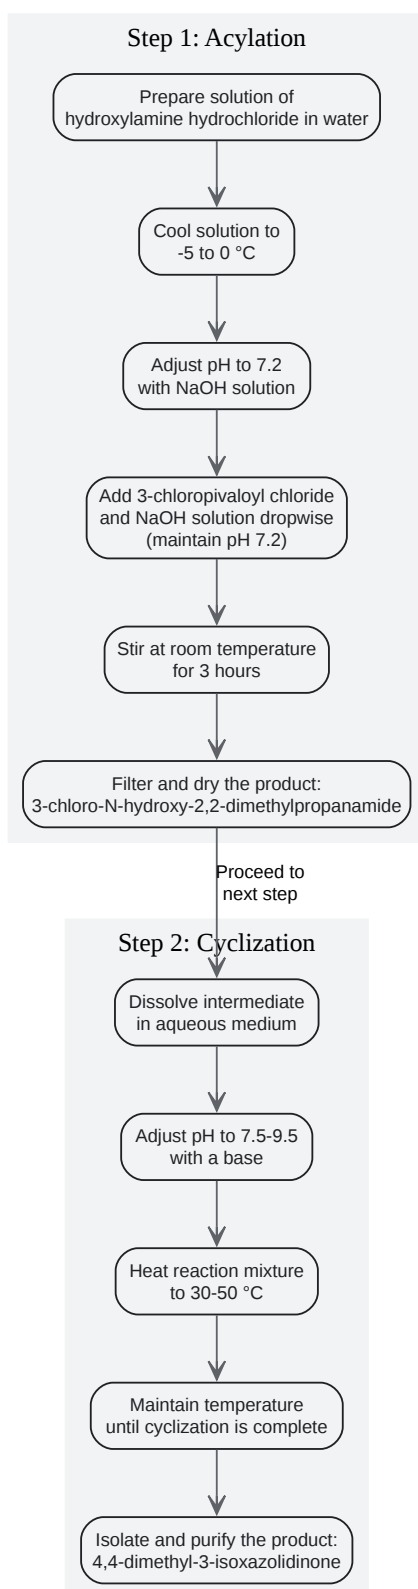 Step 1: Acylation
Prepare solution of
hydroxylamine hydrochloride in water
Cool solution to
-5 to 0 °C
Adjust pH to 7.2
with NaOH solution
Add 3-chloropivaloyl chloride
and NaOH solution dropwise
(maintain pH 7.2)
Stir at room temperature
for 3 hours
Filter and dry the product:
3-chloro-N-hydroxy-2,2-dimethylpropanamide
Proceed to
next step
Step 2: Cyclization
Dissolve intermediate
in aqueous medium
Adjust pH to 7.5-9.5
with a base
Heat reaction mixture
to 30-50 °C
Maintain temperature
until cyclization is complete
Isolate and purify the product:
4,4-dimethyl-3-isoxazolidinone